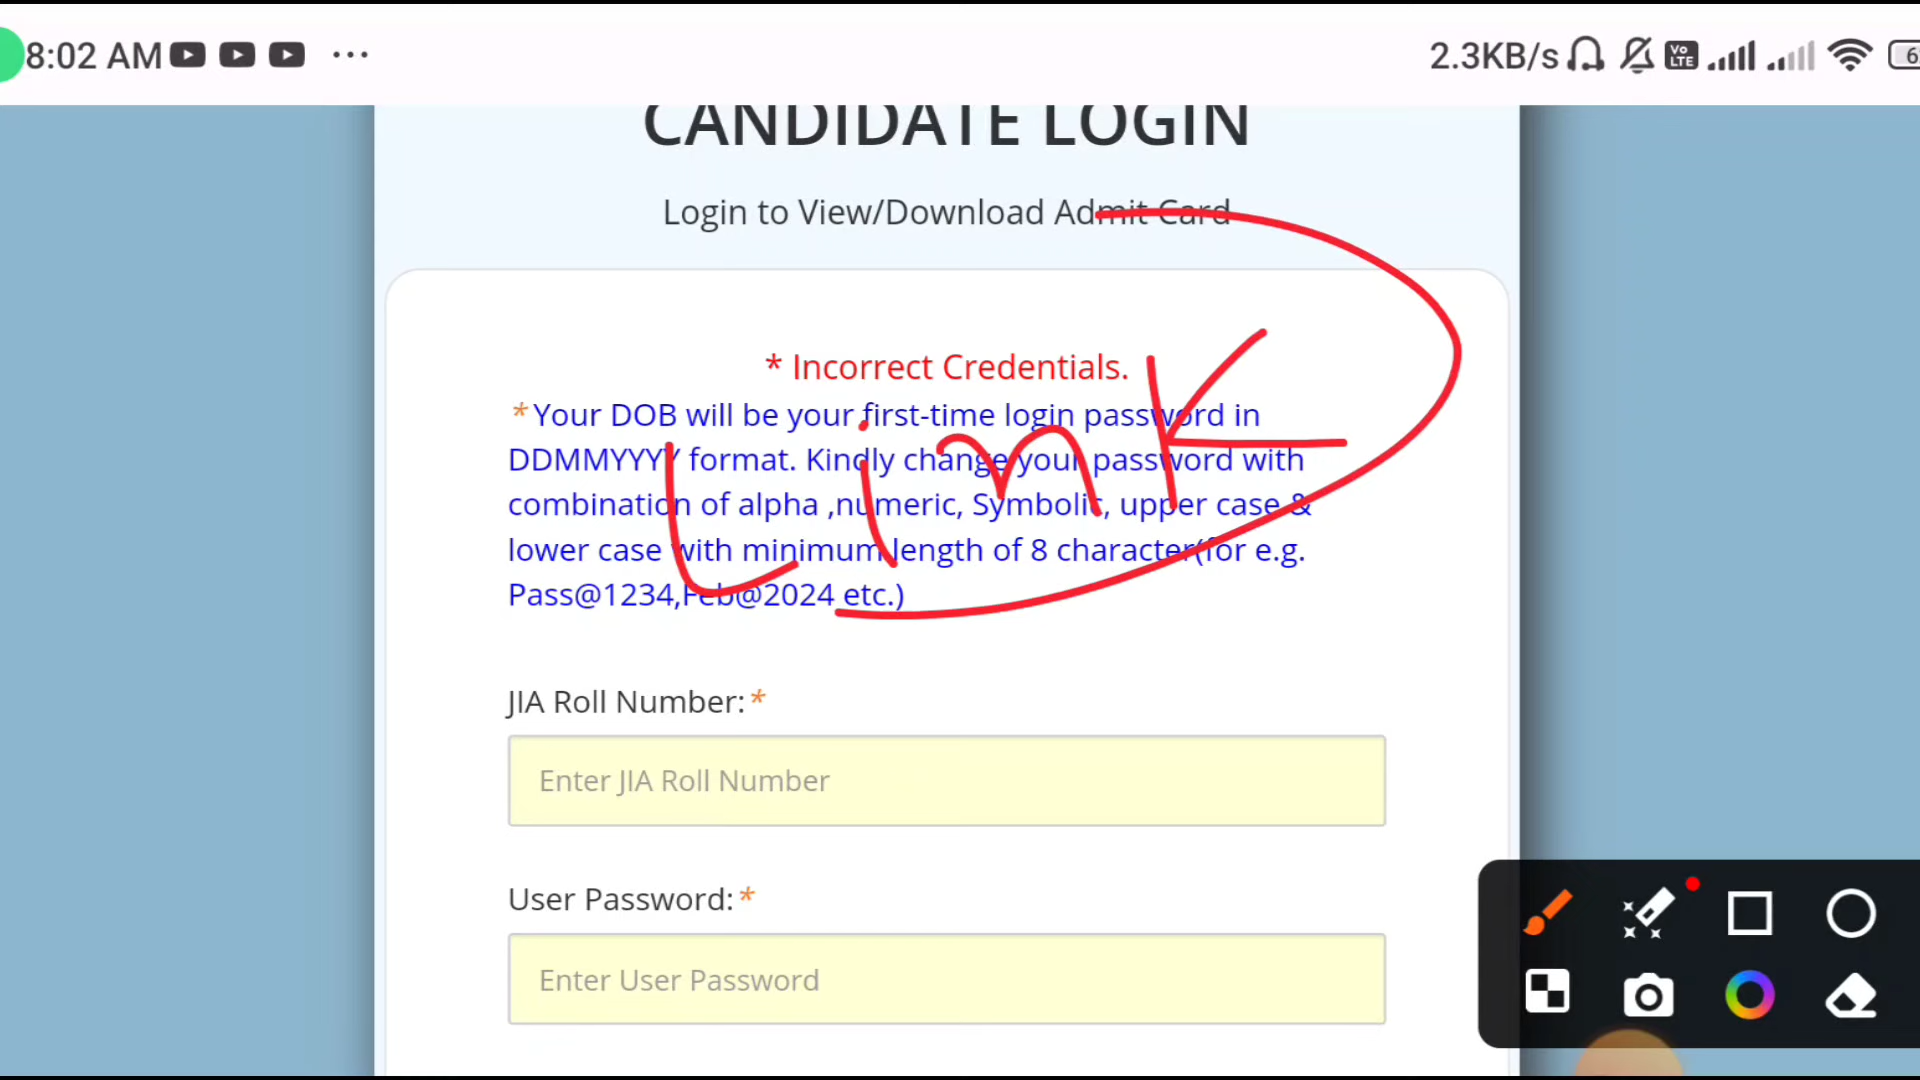 8:02 AM ... 2.3KB/s Vo LTE 6
CANDIDATE LOGIN
Login to View/Download Admit Card
* Incorrect Credentials.
*Your DOB will be your first-time login password in
DDMMYYYY format. Kindly change your password with
combination of alpha ,numeric, Symbolic, upper case &
lower case with minimum length of 8 character(for e.g.
Pass@1234,Feb@2024 etc.)
Link
JIA Roll Number:*
Enter JIA Roll Number
User Password:*
Enter User Password